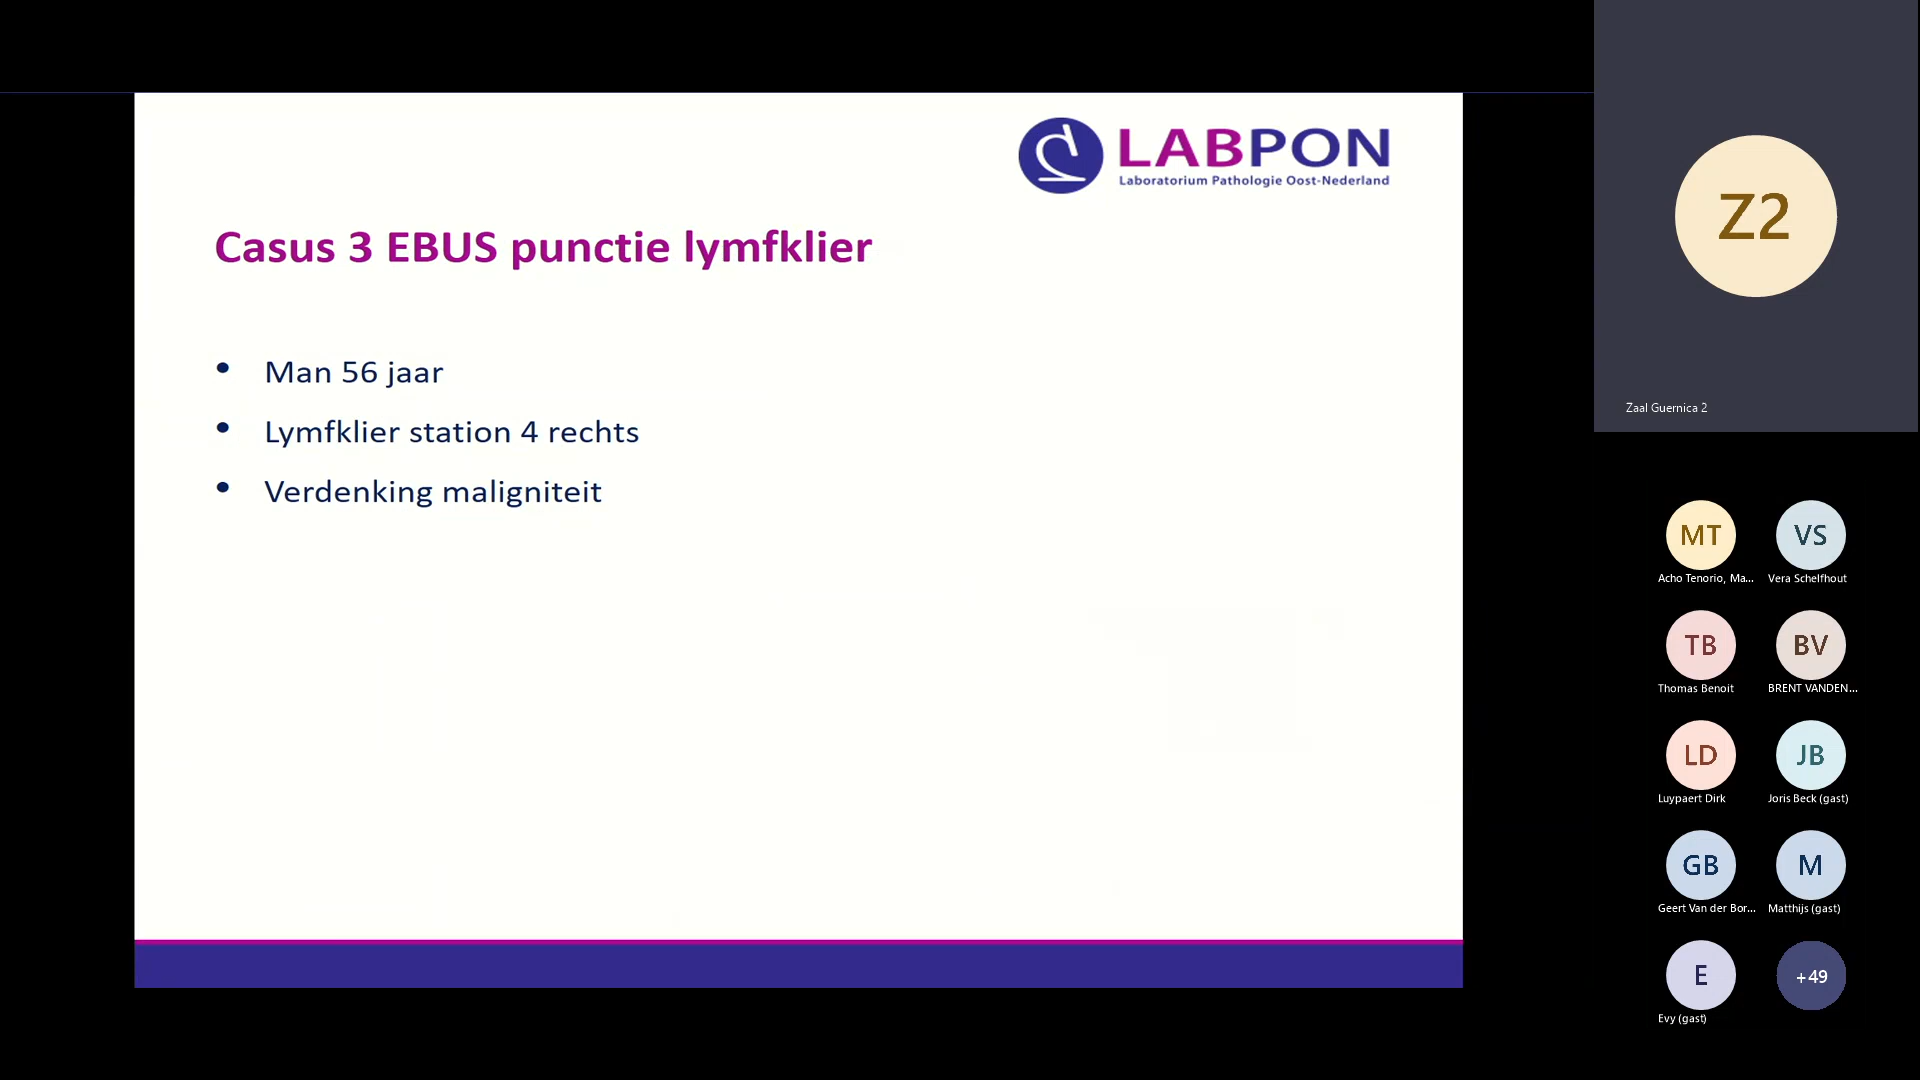 LABPON
Laboratorium Pathologie Oost-Nederland
Casus 3 EBUS punctie lymfklier
• Man 56 jaar
• Lymfklier station 4 rechts
• Verdenking maligniteit
Z2
Zaal Guernica 2
MT
VS
Acho Tenorio, Ma...
Vera Schelfhout
TB
BV
Thomas Benoit
BRENT VANDEN...
LD
JB
Luypaert Dirk
Joris Beck (gast)
GB
M
Geert Van der Bor...
Matthijs (gast)
E
+49
Evy (gast)